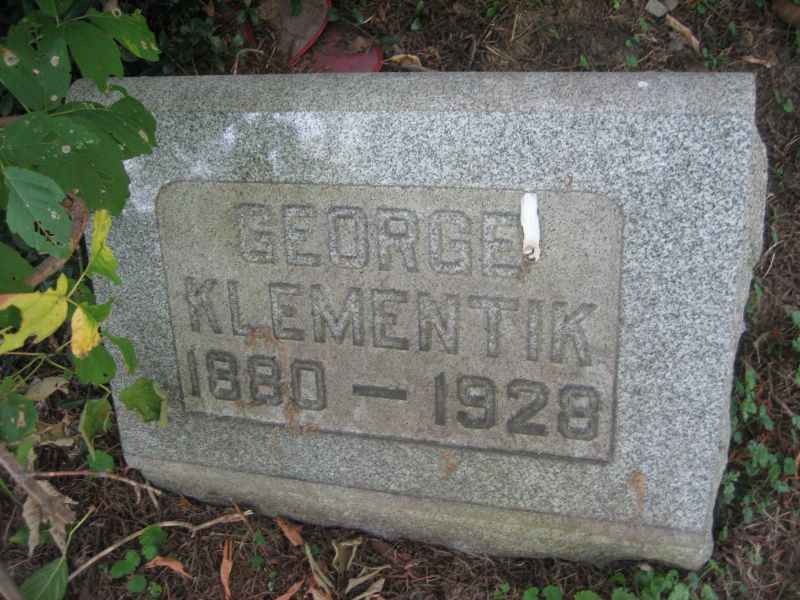 GEORGE
KLEMENTIK
1880 — 1928